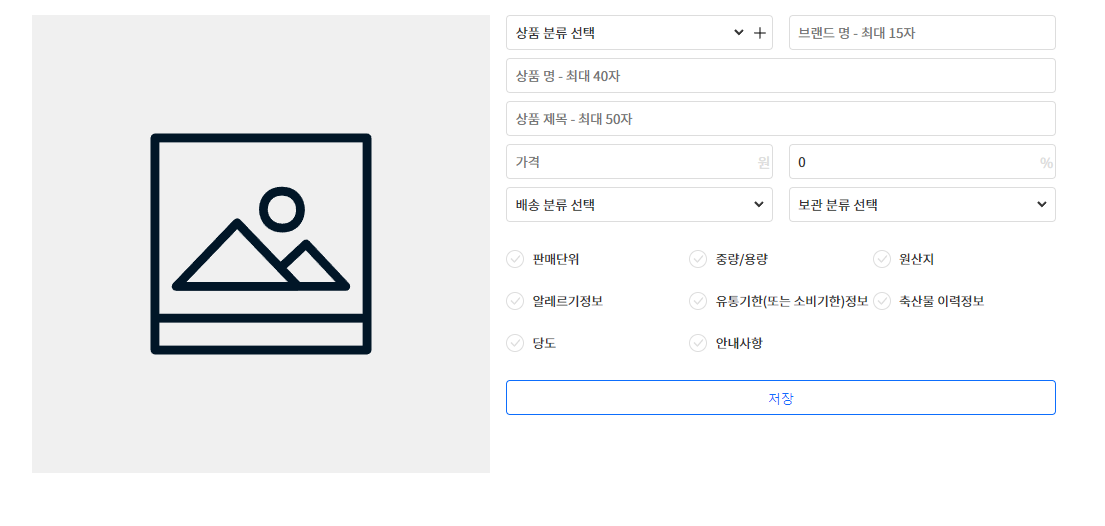 상품 분류 선택 브랜드 명 - 최대 15자
상품 명 - 최대 40자
상품 제목 - 최대 50자
가격 원 0 %
배송 분류 선택 보관 분류 선택
판매단위 중량/용량 원산지
알레르기정보 유통기한(또는 소비기한)정보 축산물 이력정보
당도 안내사항
저장